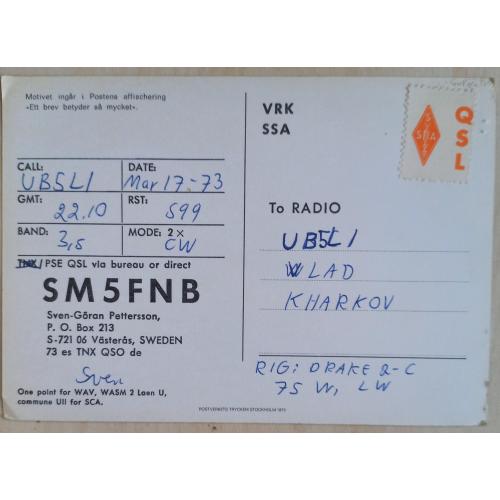 Motivet ingår i Postens affischering
«Ett brev betyder så mycket».
CALL: UB5LI
DATE: Mar 17-73
GMT: 22.10
RST: 599
BAND: 3,5
MODE: 2 x CW
TNX / PSE QSL via bureau or direct
SM5FNB
Sven-Göran Pettersson,
P. O. Box 213
S-721 06 Västerås, SWEDEN
73 es TNX QSO de
Sven
One point for WAV, WASM 2 Laen U,
commune UII for SCA.
POSTVERKETS TRYCKERI STOCKHOLM 1973
VRK
SSA
QSL
SSA
To RADIO
UB5LI
WLAD
KHARKOV
RIG: DRAKE 2-C
75 W, LW